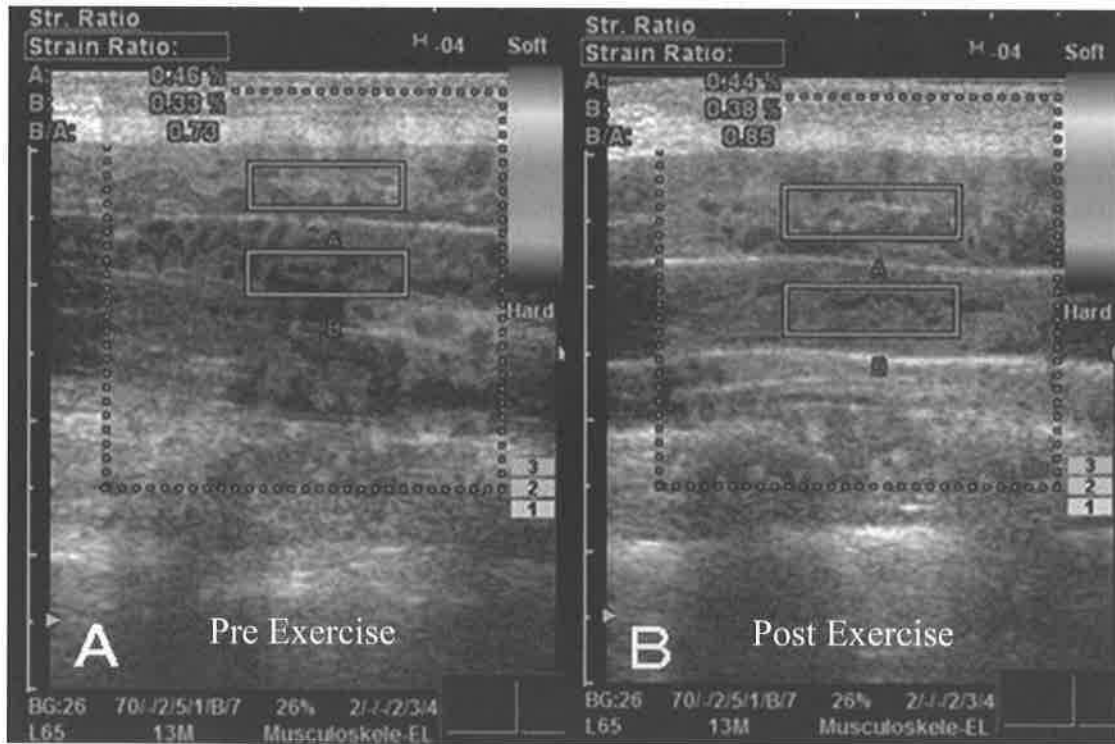 Str. Ratio
Strain Ratio:
-04
Soft
A: 0.46 %
B 0.33 %
B A: 0.73
A
B
Hard
3
2
1
A
Pre Exercise
BG:26 70/-/2/5/1/B/7 26% 2/-/-/2/3/4
L65 13M Musculoskele-EL
Str. Ratio
Strain Ratio:
-04
Soft
A: 0.44 %
B 0.38 %
B A: 0.85
A
B
Hard
3
2
1
B
Post Exercise
BG:26 70/-/2/5/1/B/7 26% 2/-/-/2/3/4
L65 13M Musculoskele-EL